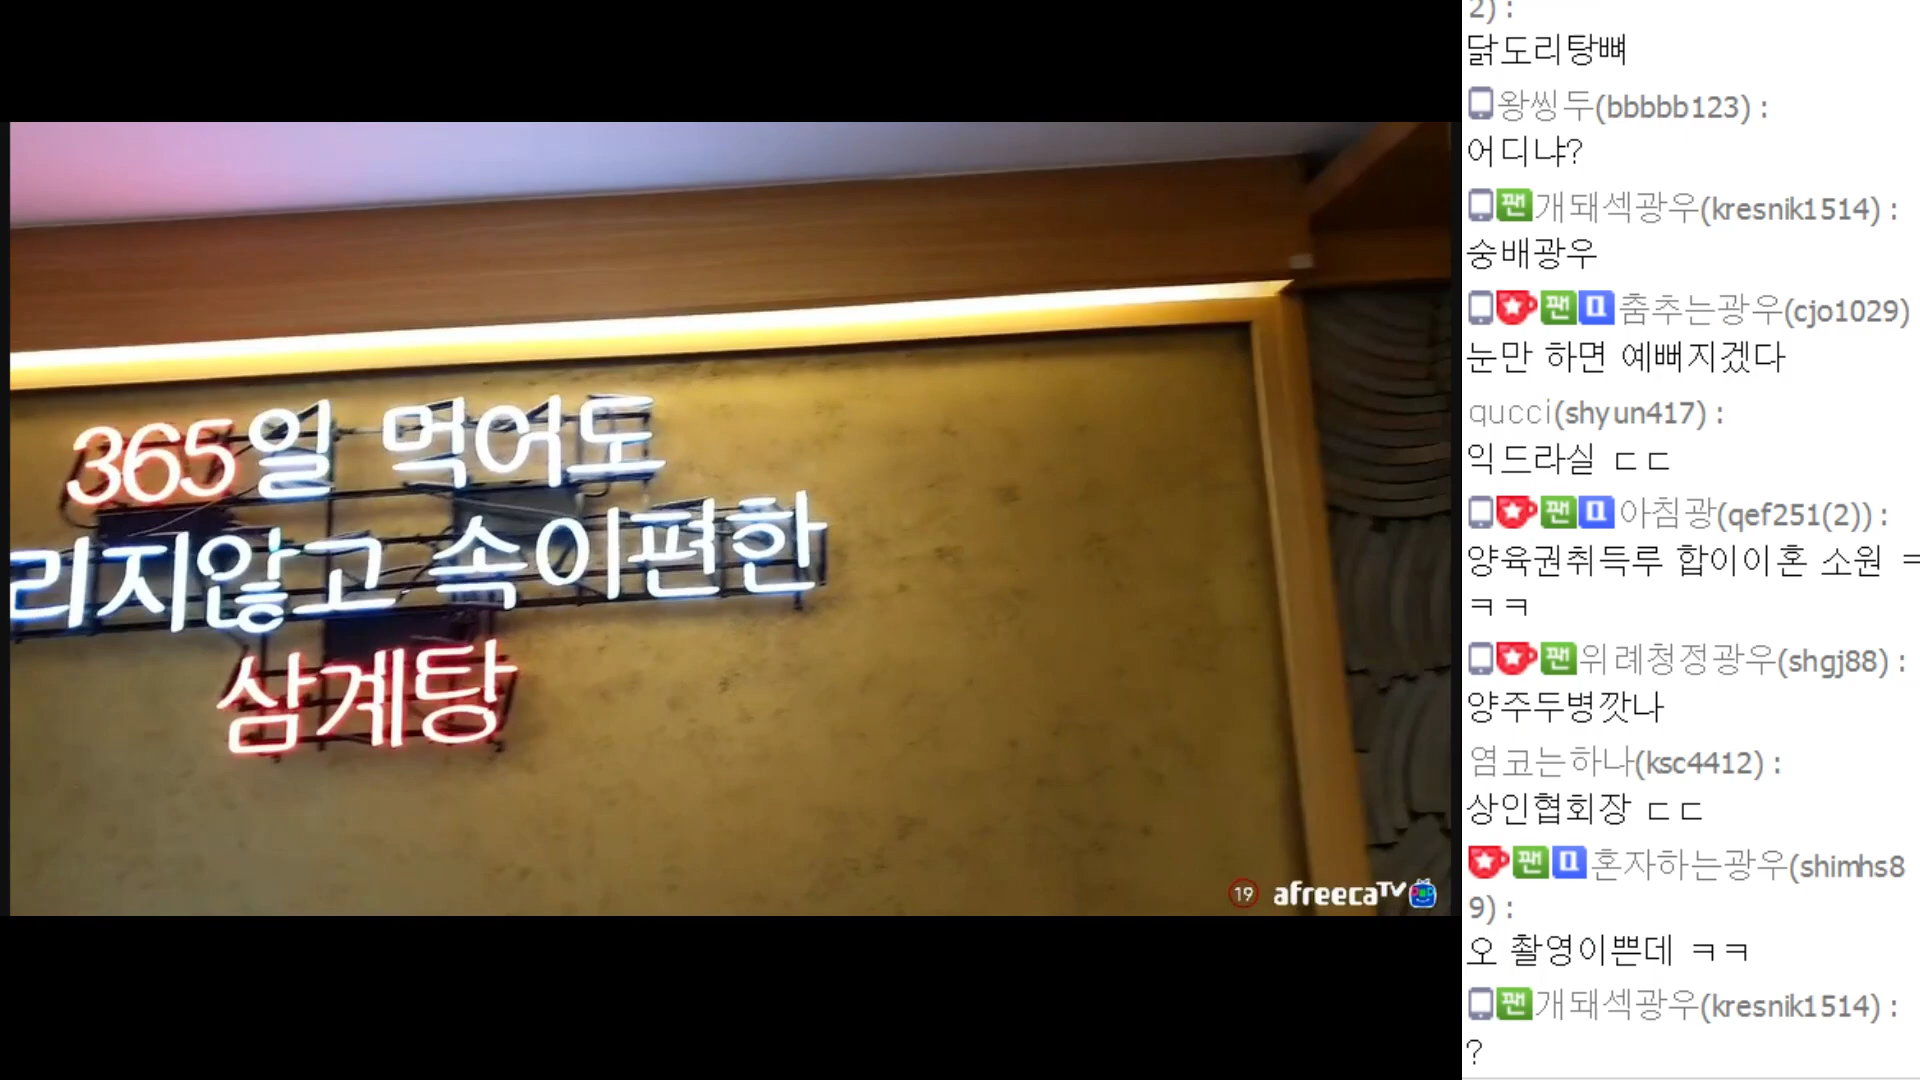 365일 먹어도
리지않고 속이편한
삼계탕
19 afreecaTV
2) :
닭도리탕뼈
왕씽두(bbbbb123) :
어디냐?
팬 개돼섹광우(kresnik1514) :
숭배광우
팬 춤추는광우(cjo1029)
눈만 하면 예뻐지겠다
qucci(shyun417) :
익드라실 ㄷㄷ
팬 아침광(qef251(2)) :
양육권취득루 합이이혼 소원 ㅋ
ㅋㅋ
팬 위례청정광우(shgj88) :
양주두병깟나
염코는하나(ksc4412) :
상인협회장 ㄷㄷ
팬 혼자하는광우(shimhs8
9) :
오 촬영이쁜데 ㅋㅋ
팬 개돼섹광우(kresnik1514) :
?